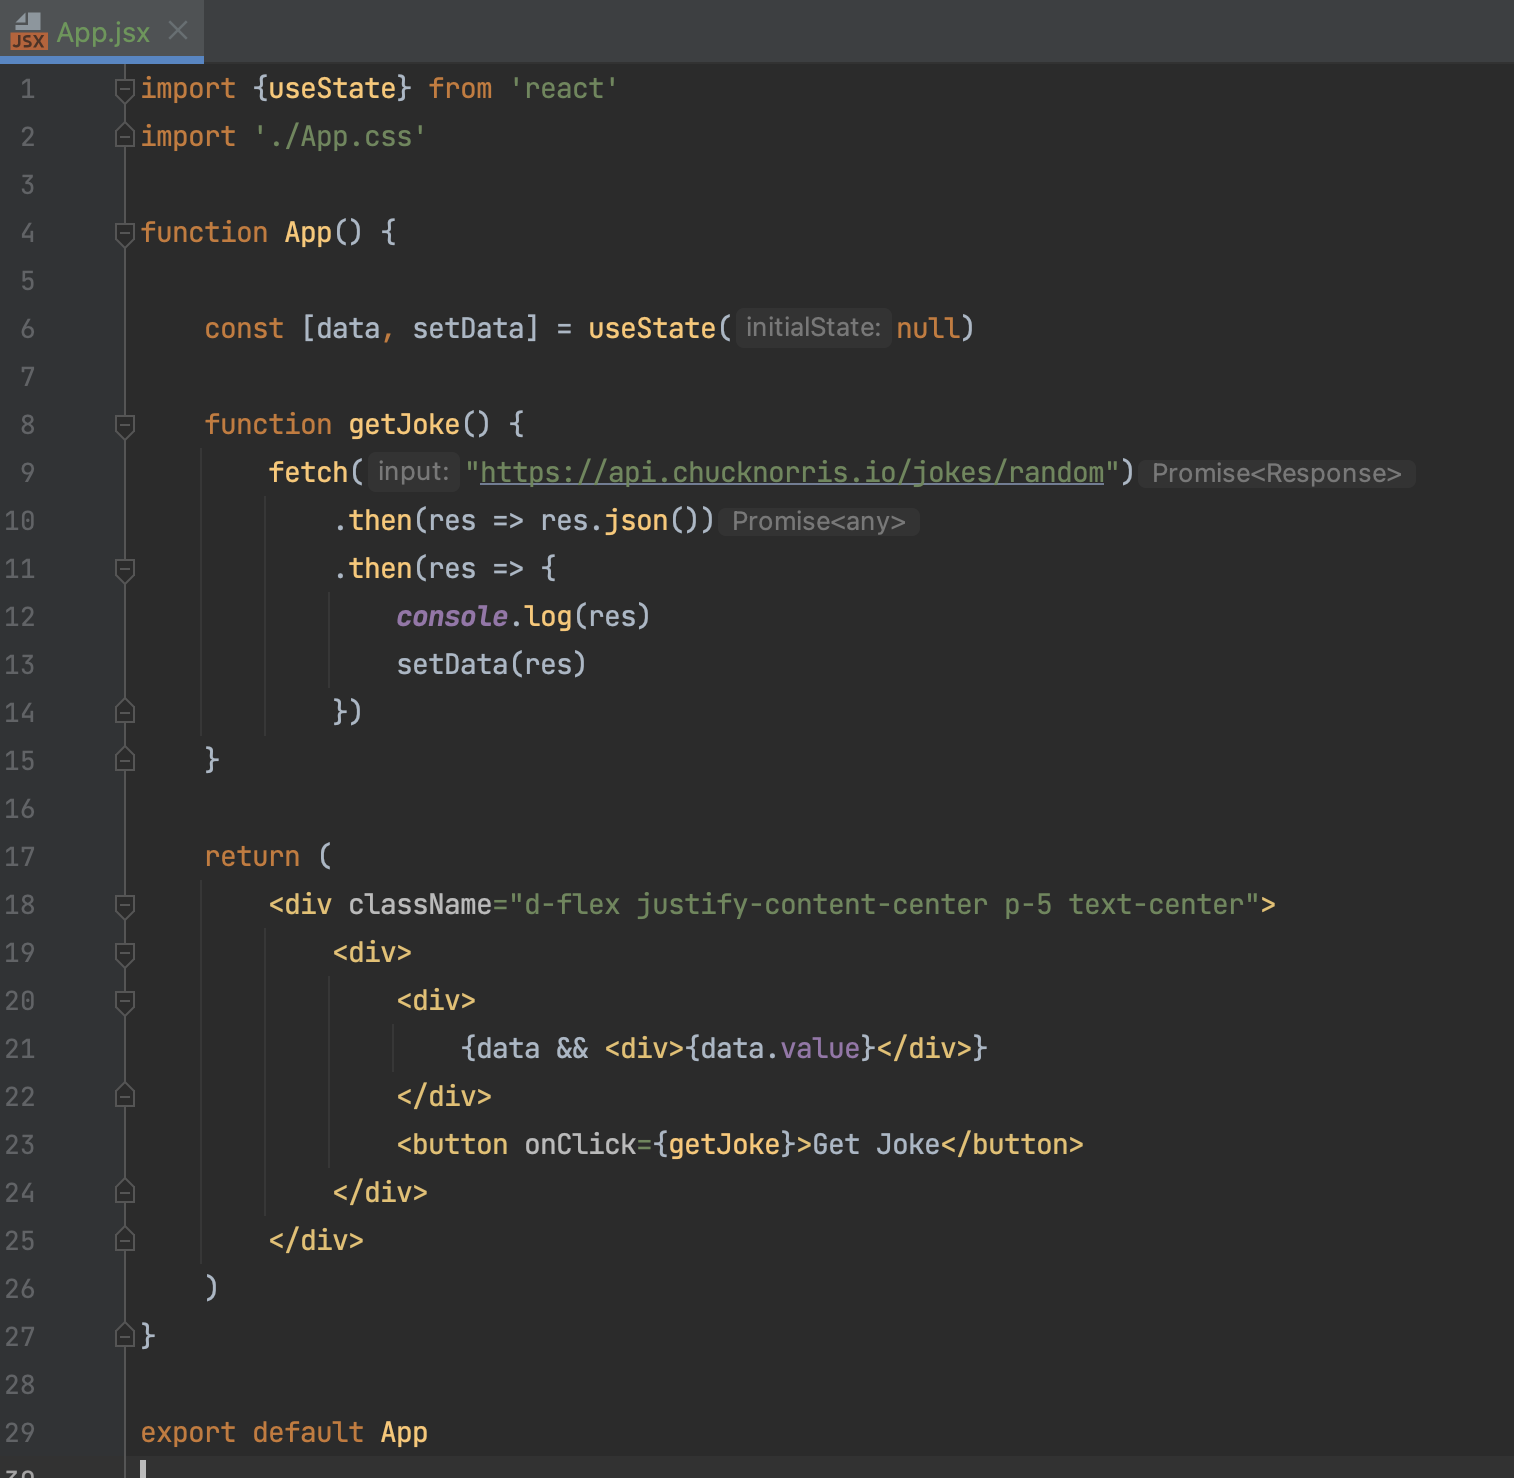 JSX App.jsx
1 import {useState} from 'react'
2 import './App.css'
3
4 function App() {
5
6 const [data, setData] = useState( initialState: null)
7
8 function getJoke() {
9 fetch( input: "https://api.chucknorris.io/jokes/random") Promise<Response>
10 .then(res => res.json()) Promise<any>
11 .then(res => {
12 console.log(res)
13 setData(res)
14 })
15 }
16
17 return (
18 <div className="d-flex justify-content-center p-5 text-center">
19 <div>
20 <div>
21 {data && <div>{data.value}</div>}
22 </div>
23 <button onClick={getJoke}>Get Joke</button>
24 </div>
25 </div>
26 )
27 }
28
29 export default App
30